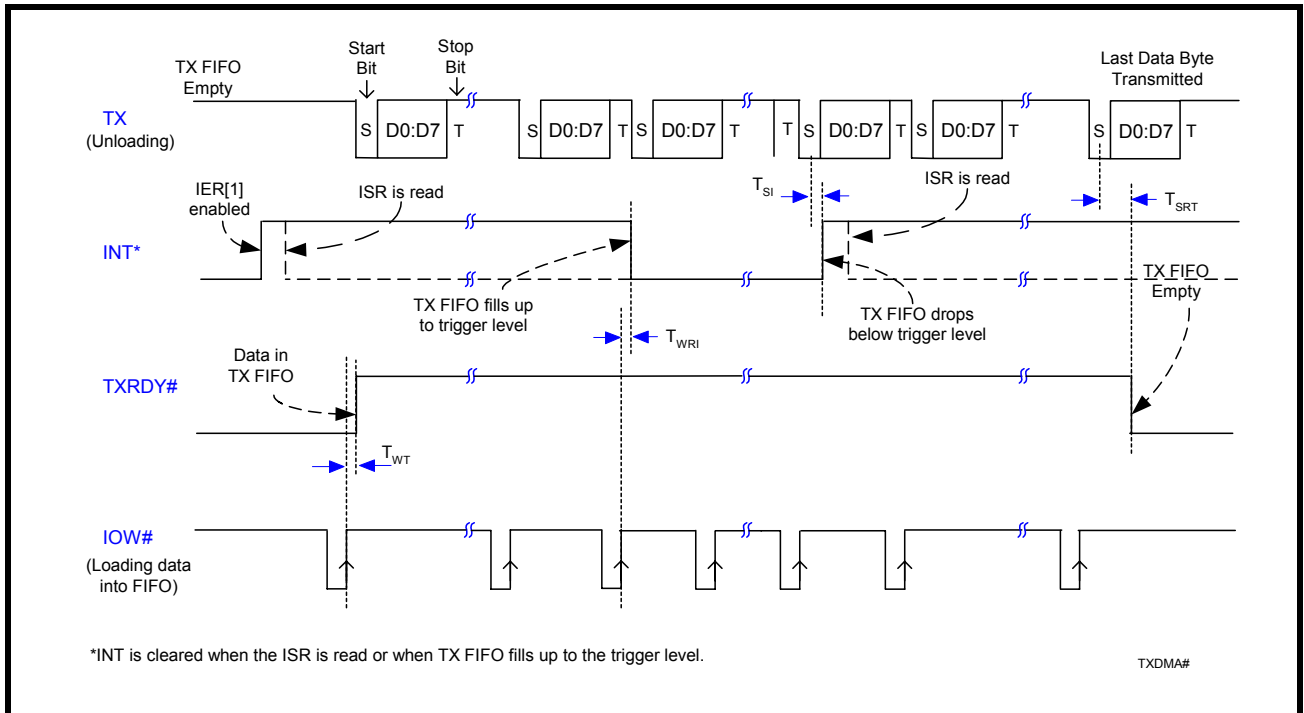 TX FIFO
Empty
Start
Bit
Stop
Bit
Last Data Byte
Transmitted
TX
(Unloading)
S D0:D7 T S D0:D7 T S D0:D7 T T S D0:D7 T S D0:D7 T S D0:D7 T
IER[1]
enabled
ISR is read
TSI
ISR is read
TSRT
INT*
TX FIFO fills up
to trigger level
TX FIFO drops
below trigger level
TX FIFO
Empty
TWRI
Data in
TX FIFO
TXRDY#
TWT
IOW#
(Loading data
into FIFO)
*INT is cleared when the ISR is read or when TX FIFO fills up to the trigger level.
TXDMA#